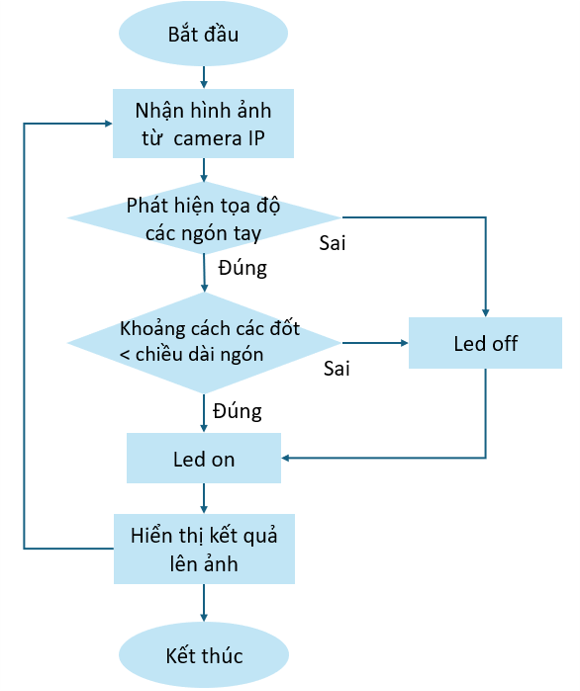 Bắt đầu
Nhận hình ảnh
từ camera IP
Phát hiện tọa độ
các ngón tay
Sai
Đúng
Khoảng cách các đốt
< chiều dài ngón
Led off
Sai
Đúng
Led on
Hiển thị kết quả
lên ảnh
Kết thúc